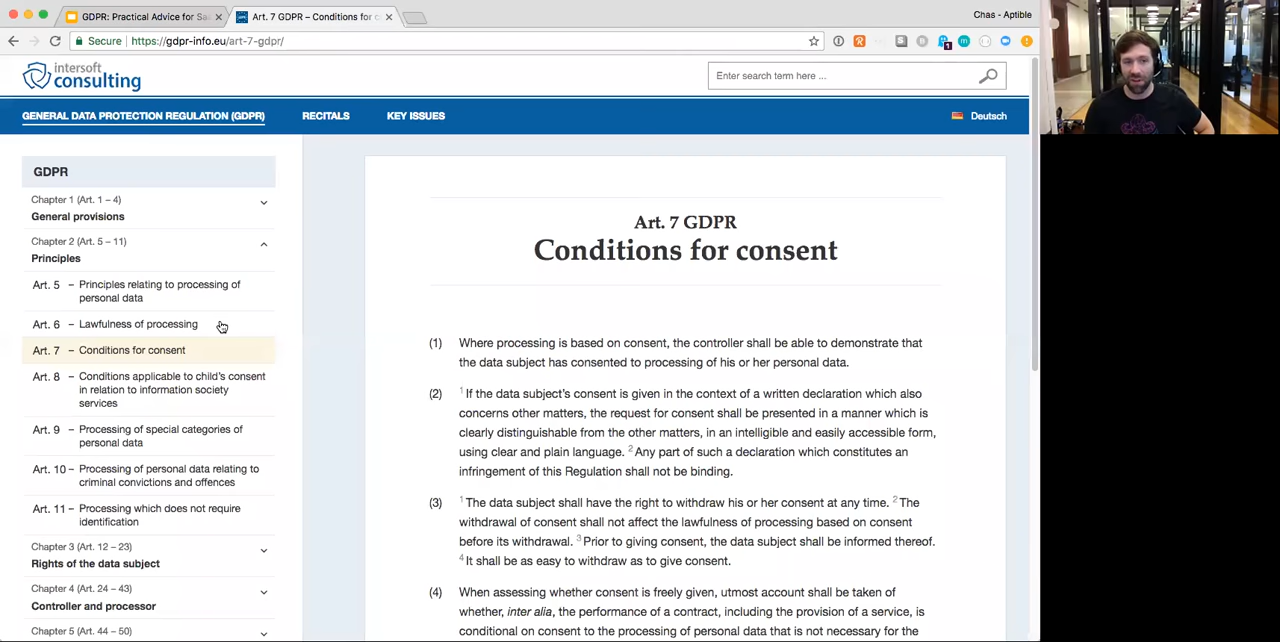 GDPR: Practical Advice for Sa
Art. 7 GDPR – Conditions for c
Chas - Aptible
Secure
https://gdpr-info.eu/art-7-gdpr/
intersoft
consulting
Enter search term here ...
GENERAL DATA PROTECTION REGULATION (GDPR)
RECITALS
KEY ISSUES
Deutsch
GDPR
Chapter 1 (Art. 1 – 4)
General provisions
Chapter 2 (Art. 5 – 11)
Principles
Art. 5 – Principles relating to processing of
personal data
Art. 6 – Lawfulness of processing
Art. 7 – Conditions for consent
Art. 8 – Conditions applicable to child's consent
in relation to information society
services
Art. 9 – Processing of special categories of
personal data
Art. 10 – Processing of personal data relating to
criminal convictions and offences
Art. 11 – Processing which does not require
identification
Chapter 3 (Art. 12 – 23)
Rights of the data subject
Chapter 4 (Art. 24 – 43)
Controller and processor
Chapter 5 (Art. 44 – 50)
Art. 7 GDPR
Conditions for consent
(1) Where processing is based on consent, the controller shall be able to demonstrate that
the data subject has consented to processing of his or her personal data.
(2) 1 If the data subject's consent is given in the context of a written declaration which also
concerns other matters, the request for consent shall be presented in a manner which is
clearly distinguishable from the other matters, in an intelligible and easily accessible form,
using clear and plain language. 2 Any part of such a declaration which constitutes an
infringement of this Regulation shall not be binding.
(3) 1 The data subject shall have the right to withdraw his or her consent at any time. 2 The
withdrawal of consent shall not affect the lawfulness of processing based on consent
before its withdrawal. 3 Prior to giving consent, the data subject shall be informed thereof.
4 It shall be as easy to withdraw as to give consent.
(4) When assessing whether consent is freely given, utmost account shall be taken of
whether, inter alia, the performance of a contract, including the provision of a service, is
conditional on consent to the processing of personal data that is not necessary for the